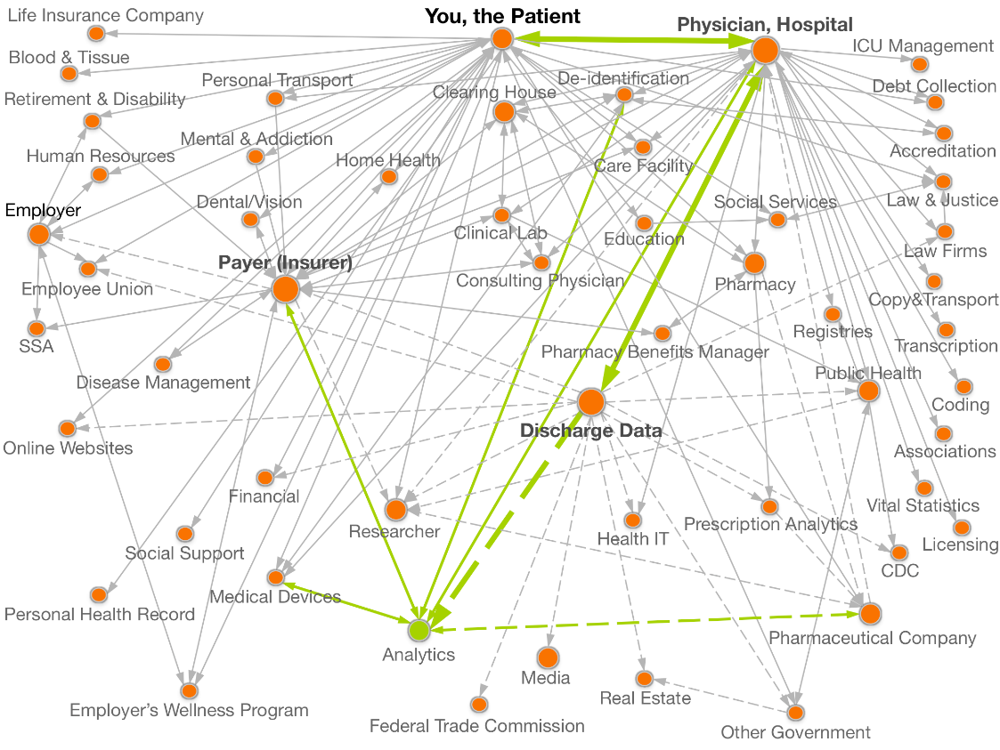 Life Insurance Company
You, the Patient
Physician, Hospital
ICU Management
Blood & Tissue
Personal Transport
De-identification
Debt Collection
Retirement & Disability
Clearing House
Mental & Addiction
Accreditation
Human Resources
Home Health
Care Facility
Employer
Dental/Vision
Social Services
Law & Justice
Clinical Lab
Education
Law Firms
Payer (Insurer)
Employee Union
Consulting Physician
Pharmacy
Copy&Transport
SSA
Registries
Transcription
Pharmacy Benefits Manager
Disease Management
Public Health
Coding
Online Websites
Discharge Data
Associations
Financial
Vital Statistics
Researcher
Health IT
Prescription Analytics
Licensing
Social Support
CDC
Personal Health Record
Medical Devices
Pharmaceutical Company
Analytics
Media
Real Estate
Employer’s Wellness Program
Federal Trade Commission
Other Government